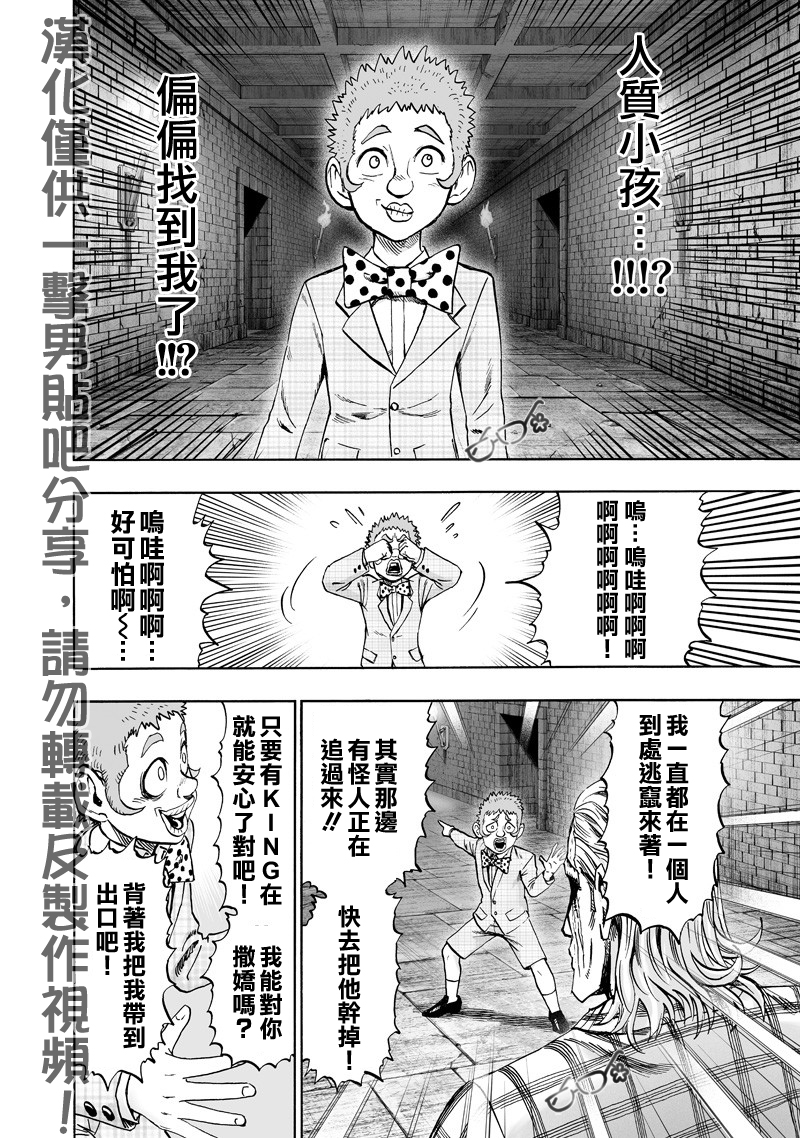 人質小孩…
!!!?
偏偏找到我了!!?
嗚…嗚哇啊啊啊
啊啊啊啊啊啊！
嗚哇啊啊啊…
好可怕啊～…
我一直都在一個人
到處逃竄來著！
其實那邊
有怪人正在
追過來!!
快去把他幹掉！
只要有KING在
就能安心了對吧！
我能對你
撒嬌嗎？
背著我把我帶到
出口吧！
漢化僅供一擊男貼吧分享，請勿轉載及製作視頻！